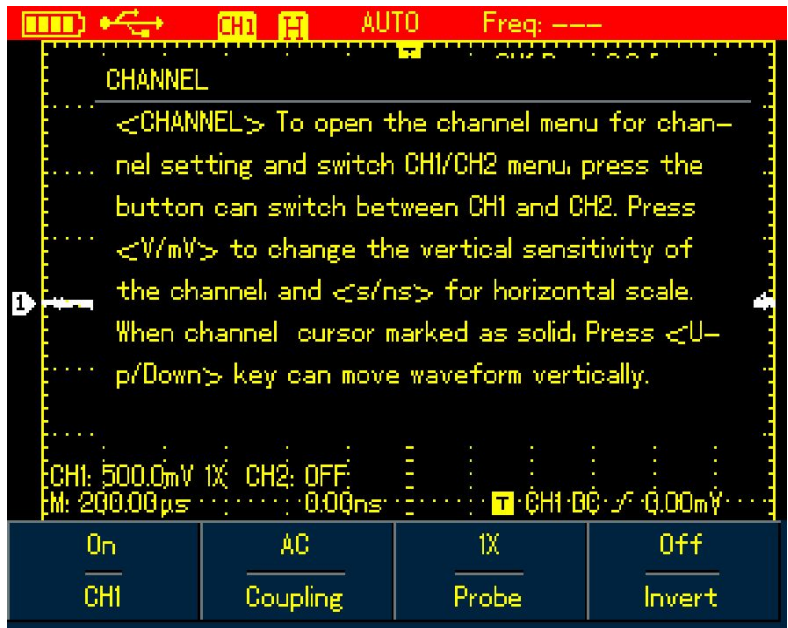 CH1 H AUTO Freq: ---
T
CHANNEL
<CHANNEL> To open the channel menu for chan-
nel setting and switch CH1/CH2 menu, press the
button can switch between CH1 and CH2. Press
<V/mV> to change the vertical sensitivity of
the channel, and <s/ns> for horizontal scale.
When channel cursor marked as solid, Press <U-
p/Down> key can move waveform vertically.
1
CH1: 500.0mV 1X CH2: OFF
M: 200.00μs 0.00ns T CH1 DC 0.00mV
On AC 1X Off
CH1 Coupling Probe Invert